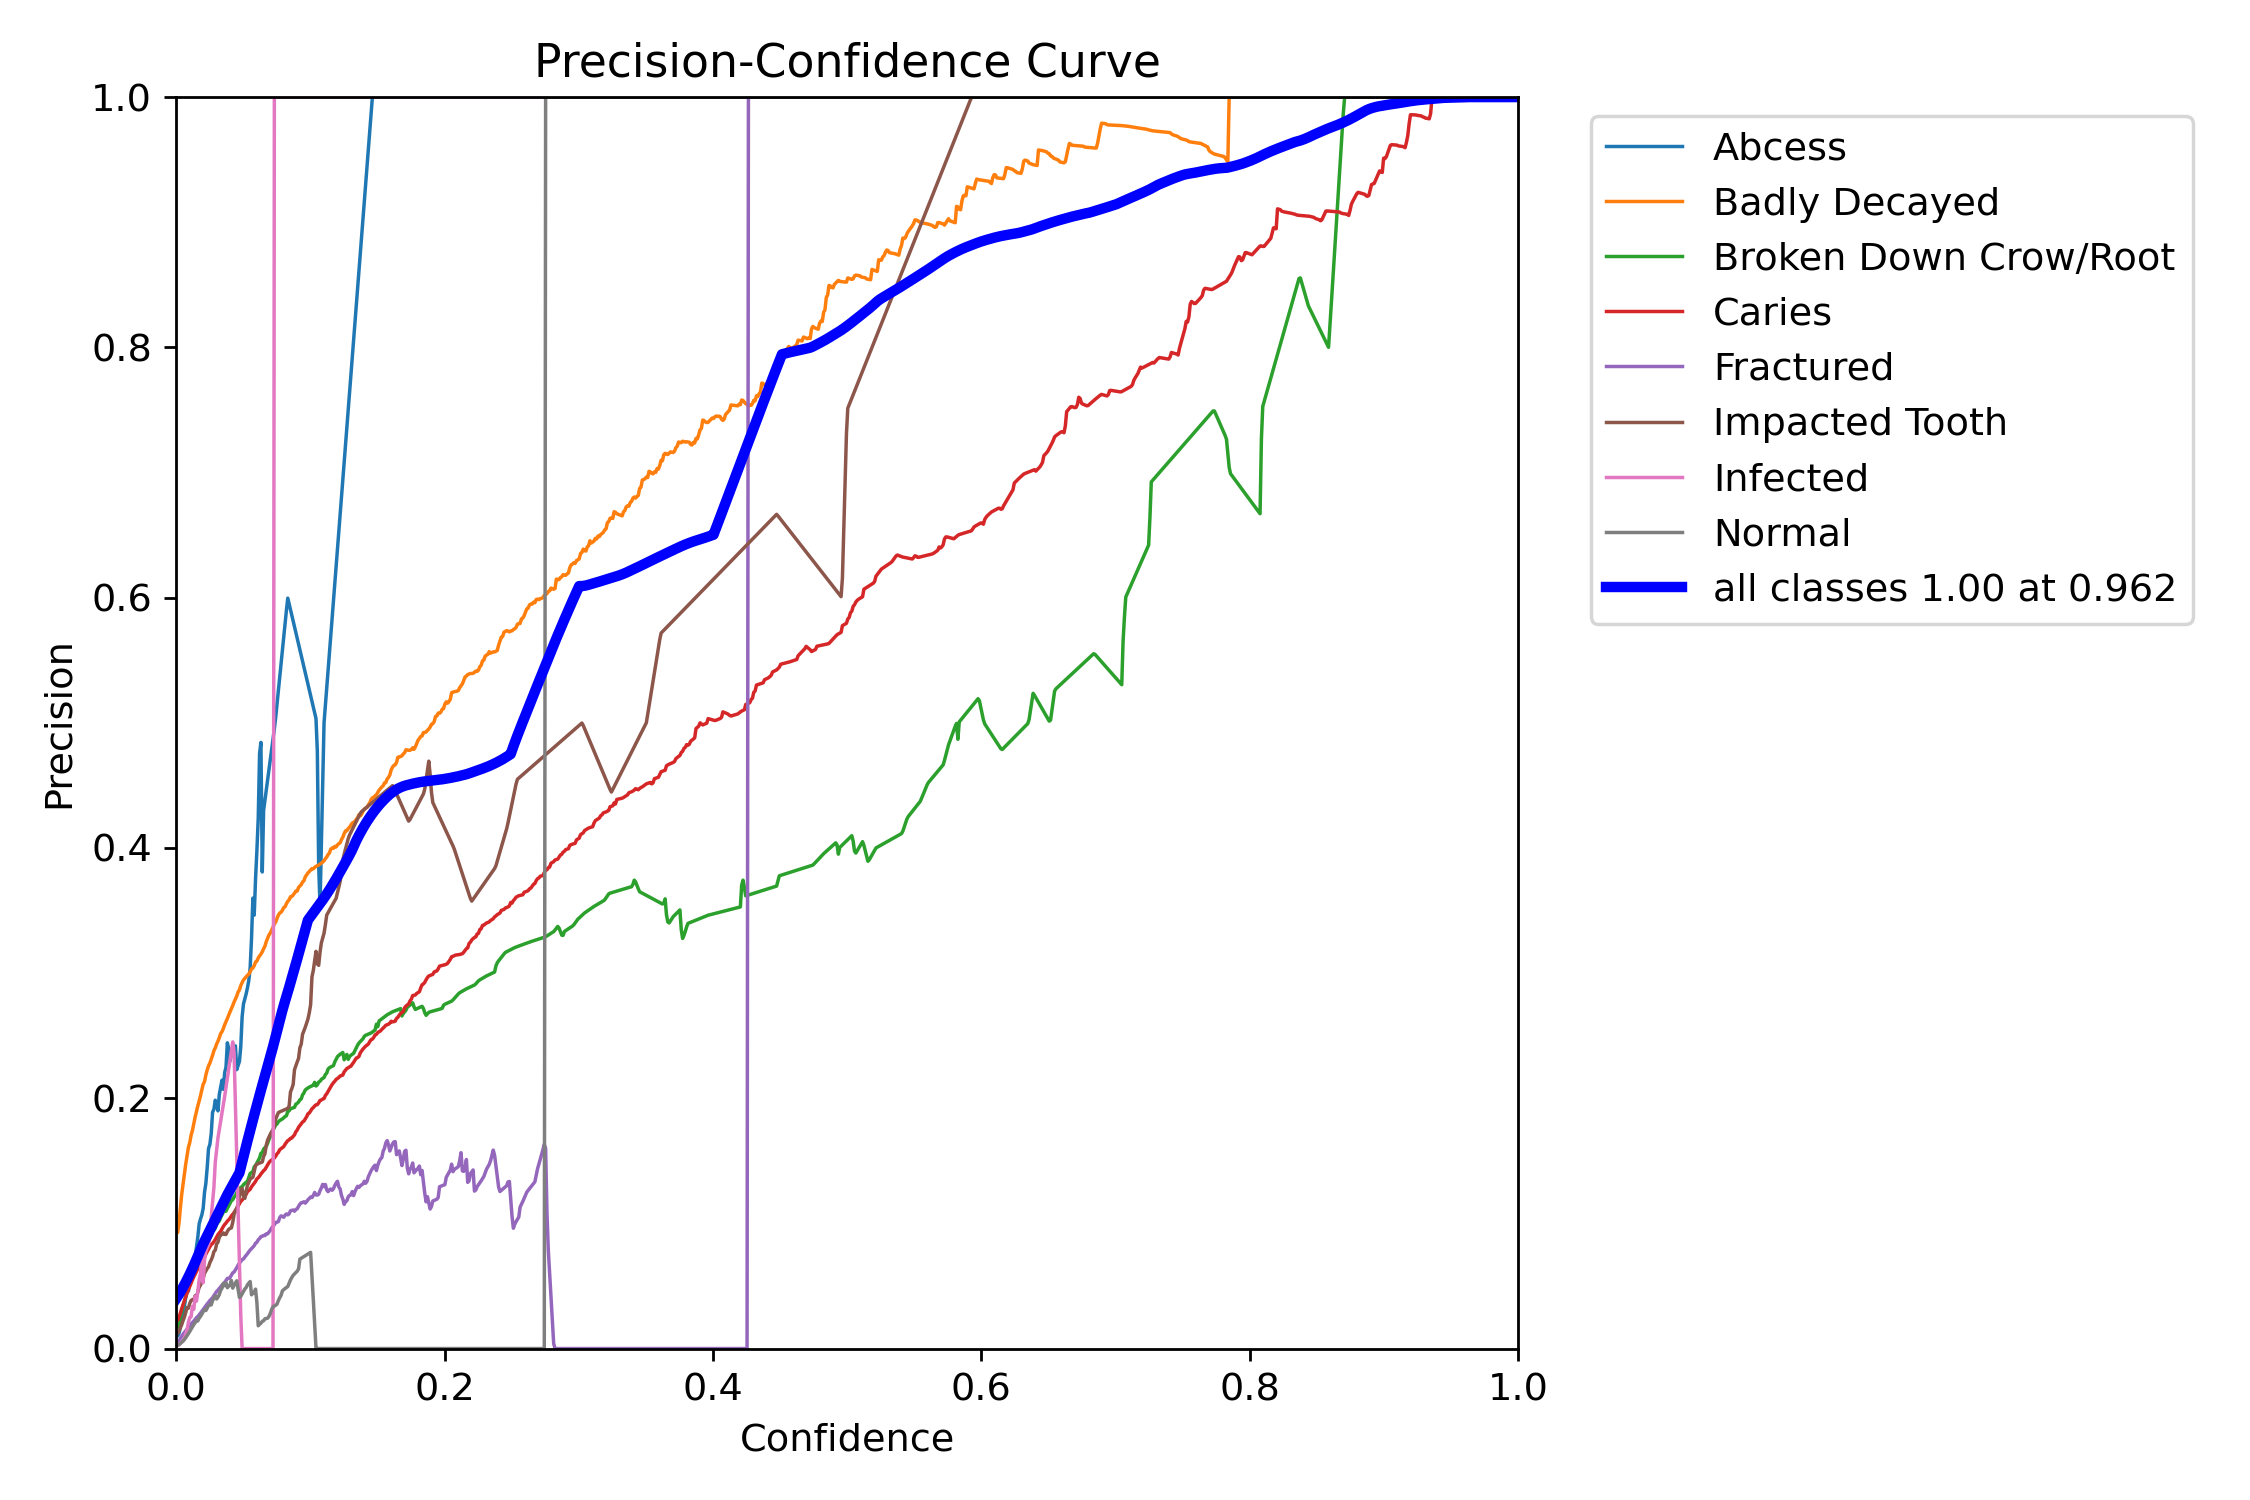 Precision-Confidence Curve
1.0
0.8
0.6
0.4
0.2
0.0
Precision
0.0 0.2 0.4 0.6 0.8 1.0
Confidence
Abcess
Badly Decayed
Broken Down Crow/Root
Caries
Fractured
Impacted Tooth
Infected
Normal
all classes 1.00 at 0.962